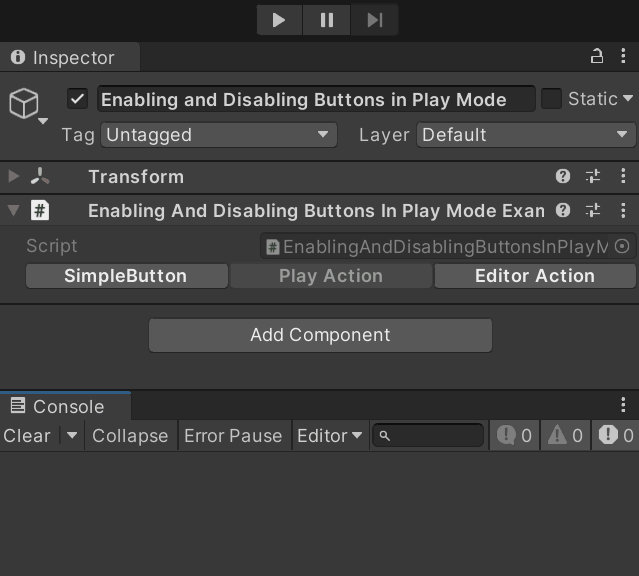 Inspector
Enabling and Disabling Buttons in Play Mode
Static
Tag Untagged Layer Default
Transform
# Enabling And Disabling Buttons In Play Mode Exam
Script # EnablingAndDisablingButtonsInPlayM
SimpleButton Play Action Editor Action
Add Component
Console
Clear Collapse Error Pause Editor 0 0 0